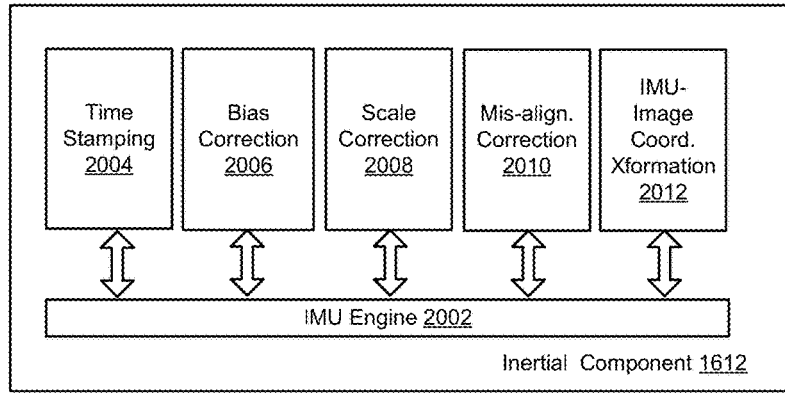 Time
Stamping
2004
Bias
Correction
2006
Scale
Correction
2008
Mis-align.
Correction
2010
IMU-
Image
Coord.
Xformation
2012
IMU Engine 2002
Inertial Component 1612